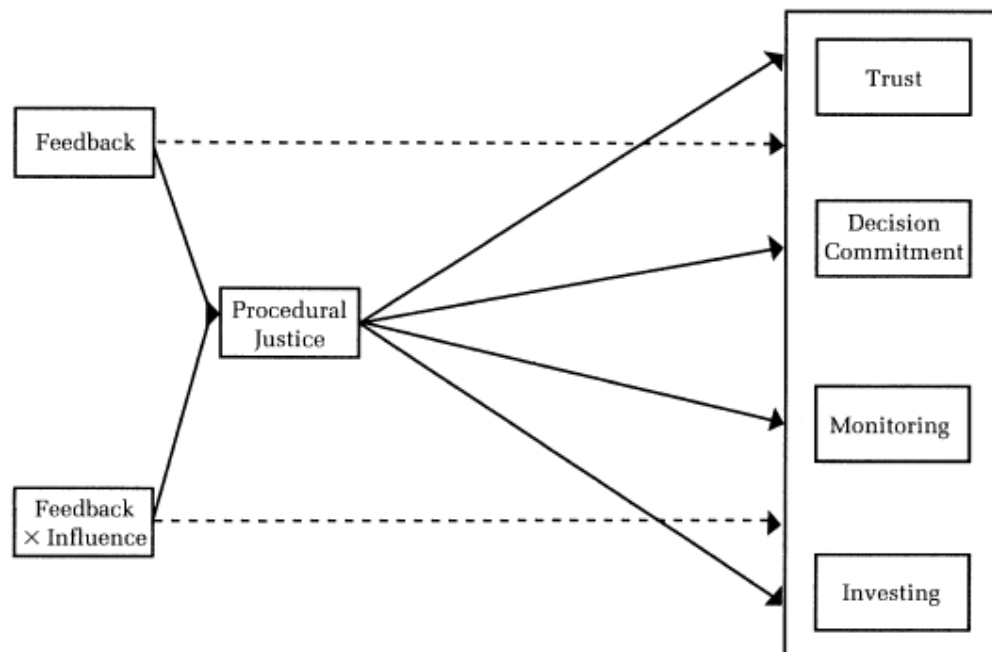 Trust
Feedback
Decision
Commitment
Procedural
Justice
Monitoring
Feedback
× Influence
Investing